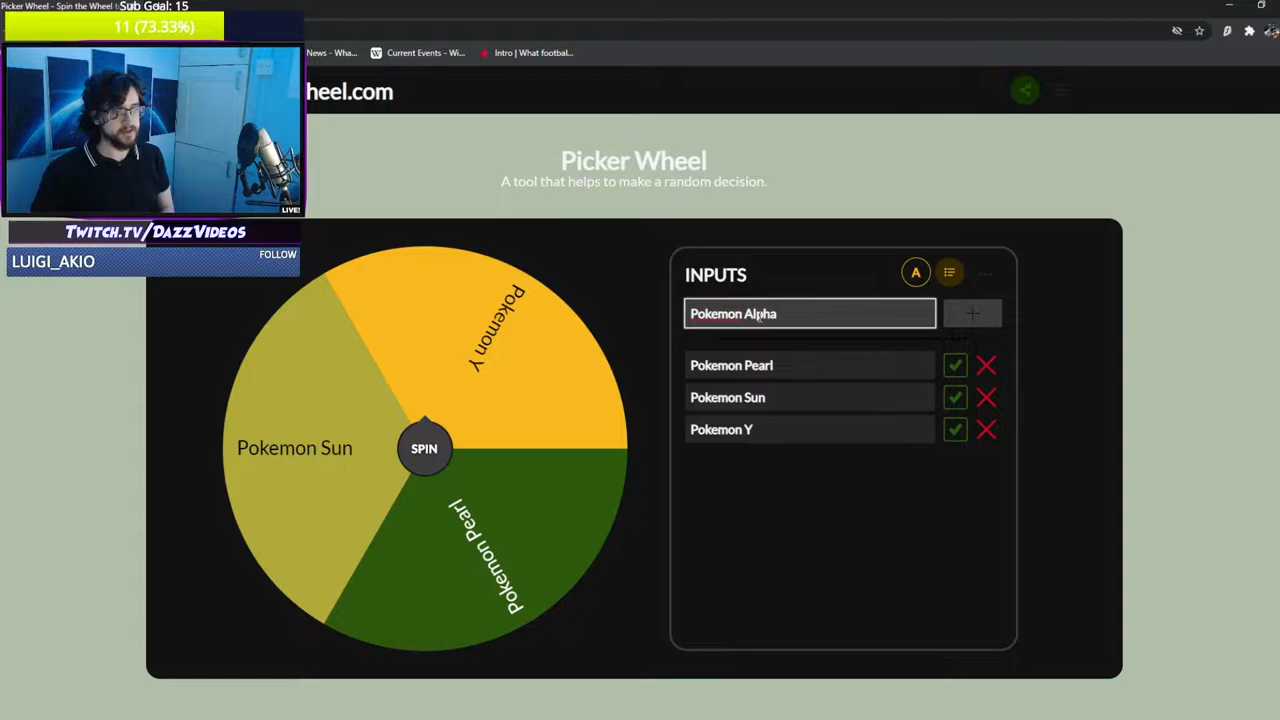 Picker Wheel - Spin the Wheel t
Sub Goal: 15
11 (73.33%)
News - Wha...
Current Events - Wi...
Intro | What footbal...
heel.com
LIVE!
Twitch.tv/DazzVideos
LUIGI_AKIO
FOLLOW
Picker Wheel
A tool that helps to make a random decision.
Pokemon Y
Pokemon Sun
SPIN
Pokemon Pearl
INPUTS
A
Pokemon Alpha
Pokemon Pearl
Pokemon Sun
Pokemon Y